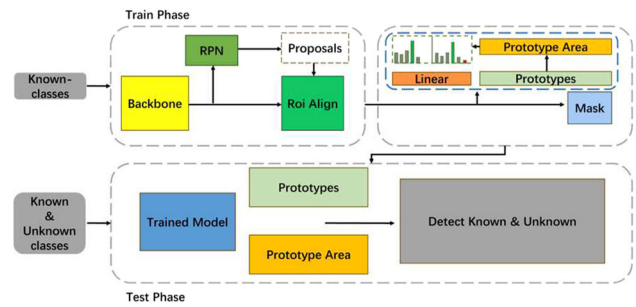 Train Phase
Known-
classes
Backbone
RPN
Proposals
Roi Align
Prototype Area
Linear
Prototypes
Mask
Known
&
Unknown
classes
Trained Model
Prototypes
Prototype Area
Detect Known & Unknown
Test Phase